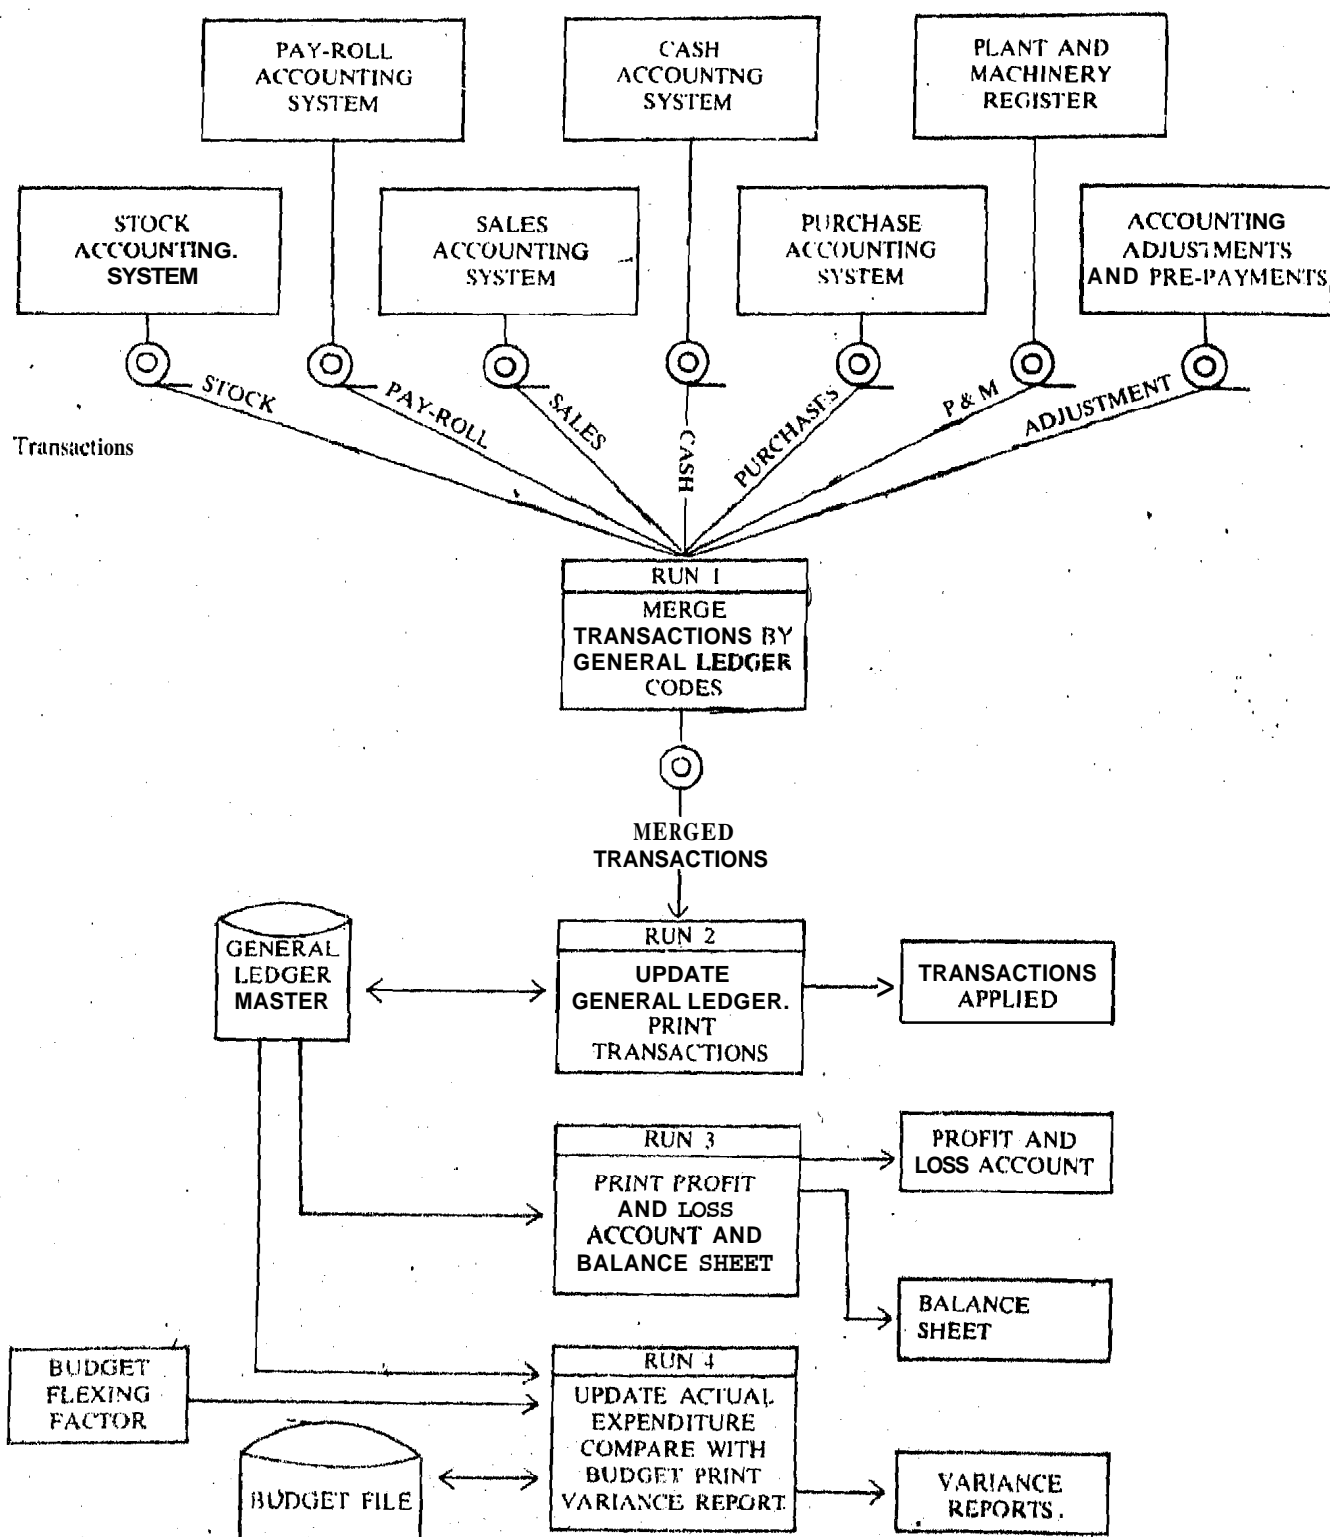 PAY-ROLL
ACCOUNTING
SYSTEM
CASH
ACCOUNTNG
SYSTEM
PLANT AND
MACHINERY
REGISTER
STOCK
ACCOUNTING.
SYSTEM
SALES
ACCOUNTING
SYSTEM
PURCHASE
ACCOUNTING
SYSTEM
ACCOUNTING
ADJUSTMENTS
AND PRE-PAYMENTS
STOCK
PAY-ROLL
SALES
CASH
PURCHASES
P & M
ADJUSTMENT
Transactions
RUN 1
MERGE
TRANSACTIONS BY
GENERAL LEDGER
CODES
MERGED
TRANSACTIONS
GENERAL
LEDGER
MASTER
RUN 2
UPDATE
GENERAL LEDGER.
PRINT
TRANSACTIONS
TRANSACTIONS
APPLIED
RUN 3
PRINT PROFIT
AND LOSS
ACCOUNT AND
BALANCE SHEET
PROFIT AND
LOSS ACCOUNT
BALANCE
SHEET
BUDGET
FLEXING
FACTOR
RUN 4
UPDATE ACTUAL
EXPENDITURE
COMPARE WITH
BUDGET PRINT
VARIANCE REPORT
BUDGET FILE
VARIANCE
REPORTS.